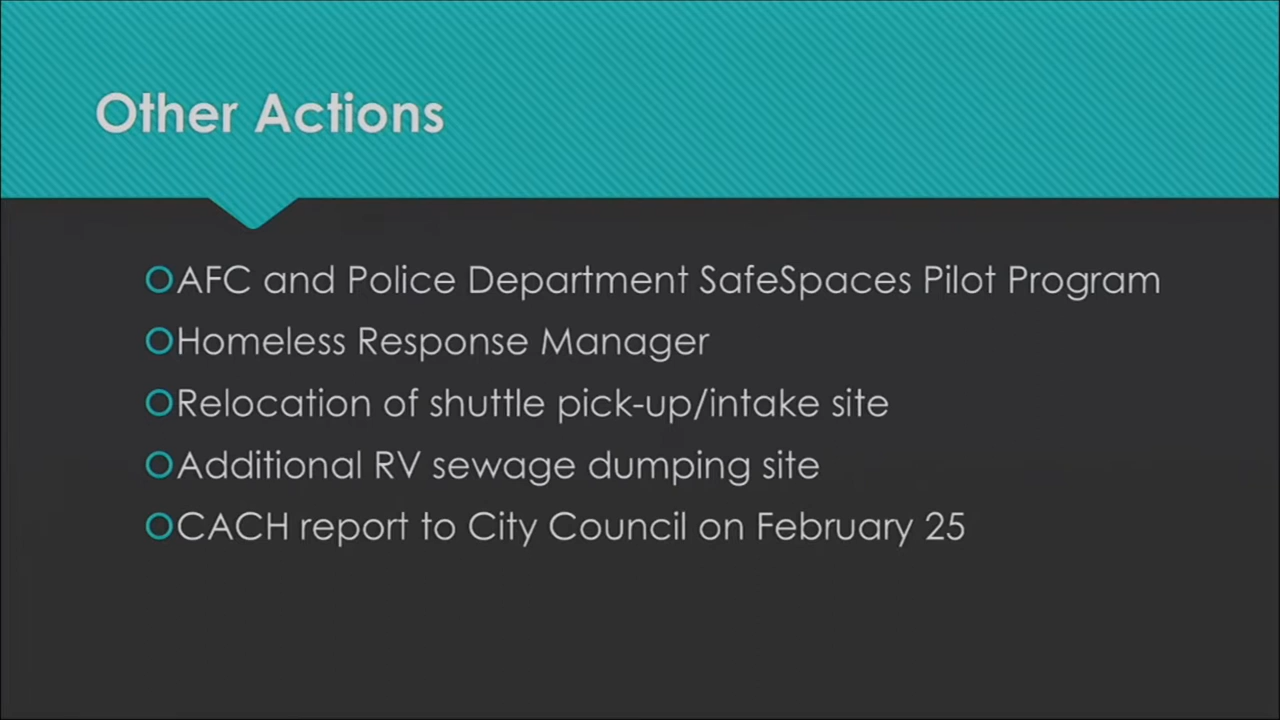 Other Actions
AFC and Police Department SafeSpaces Pilot Program
Homeless Response Manager
Relocation of shuttle pick-up/intake site
Additional RV sewage dumping site
CACH report to City Council on February 25